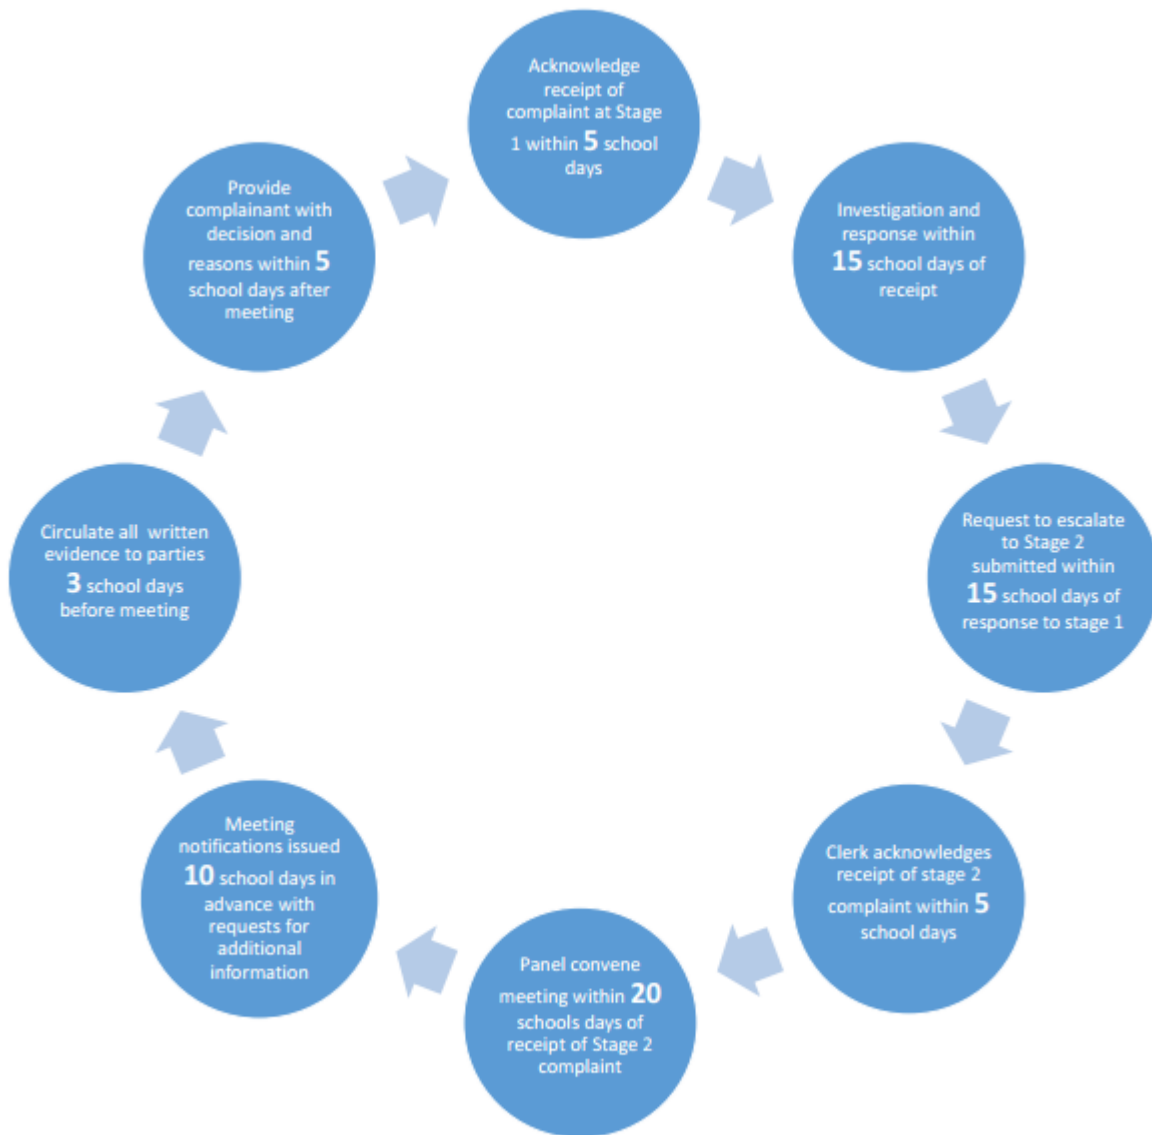 Acknowledge
receipt of
complaint at Stage
1 within 5 school
days
Investigation and
response within
15 school days of
receipt
Request to escalate
to Stage 2
submitted within
15 school days of
response to stage 1
Clerk acknowledges
receipt of stage 2
complaint within 5
school days
Panel convene
meeting within 20
schools days of
receipt of Stage 2
complaint
Meeting
notifications issued
10 school days in
advance with
requests for
additional
information
Circulate all written
evidence to parties
3 school days
before meeting
Provide
complainant with
decision and
reasons within 5
school days after
meeting